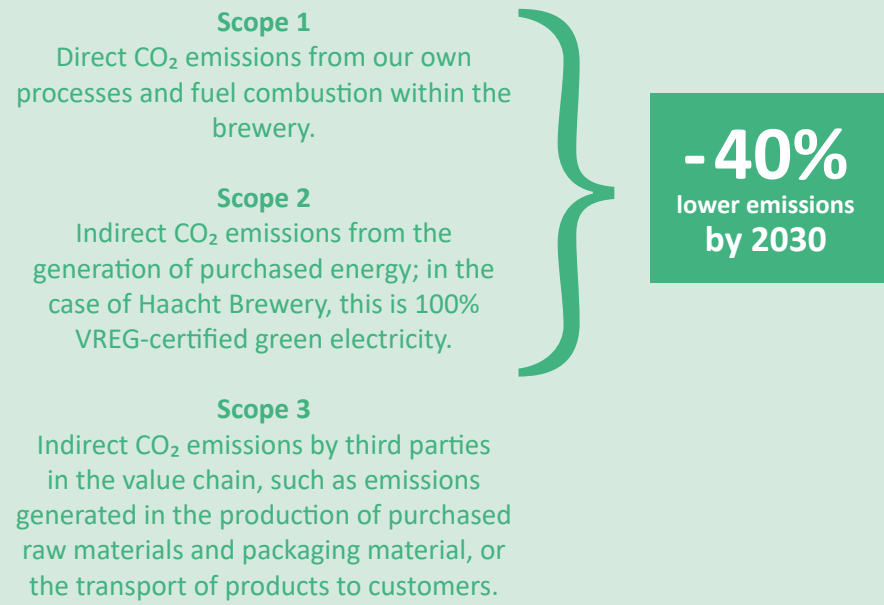 Scope 1
Direct CO₂ emissions from our own
processes and fuel combustion within the
brewery.
Scope 2
Indirect CO₂ emissions from the
generation of purchased energy; in the
case of Haacht Brewery, this is 100%
VREG-certified green electricity.
Scope 3
Indirect CO₂ emissions by third parties
in the value chain, such as emissions
generated in the production of purchased
raw materials and packaging material, or
the transport of products to customers.
-40%
lower emissions
by 2030